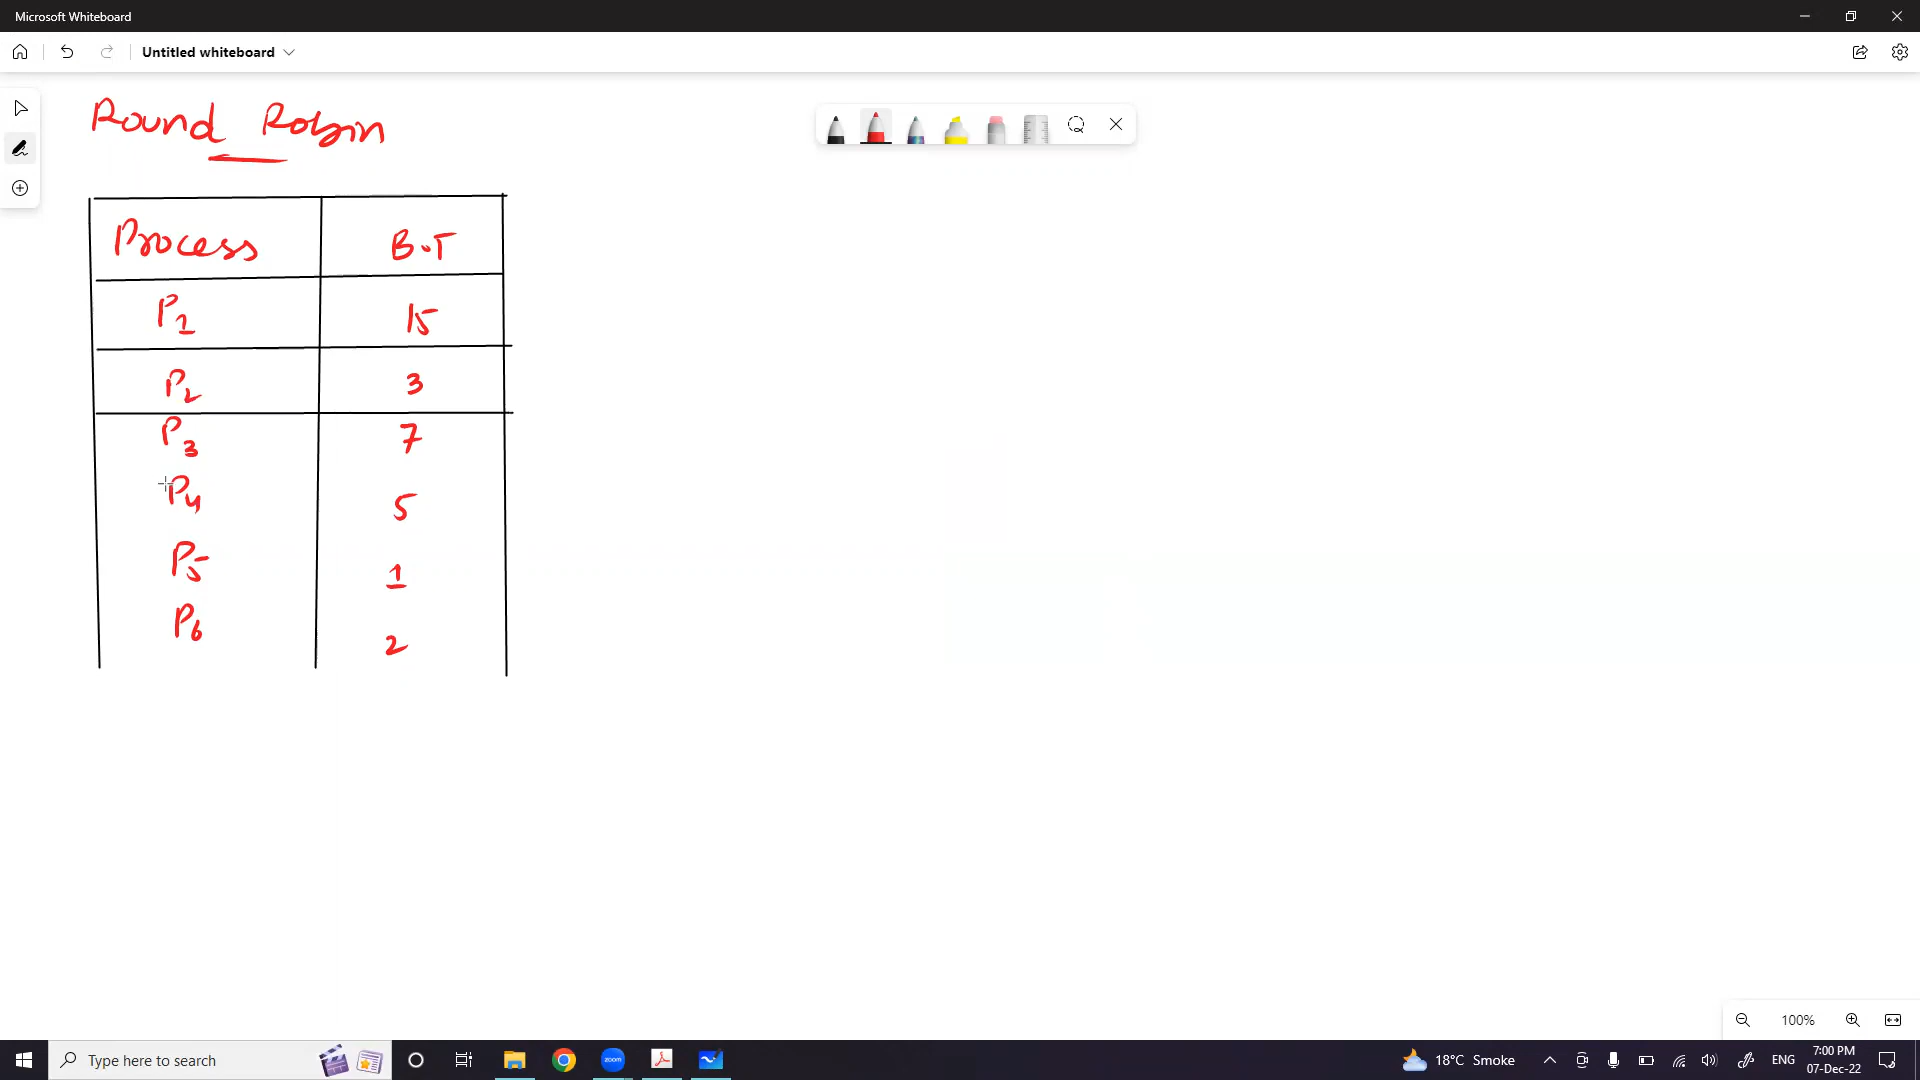 Microsoft Whiteboard
Untitled whiteboard
Round Robin
Process B.T
P1 15
P2 3
P3 7
P4 5
P5 1
P6 2
100%
Type here to search
zoom
18°C Smoke
ENG
7:00 PM
07-Dec-22